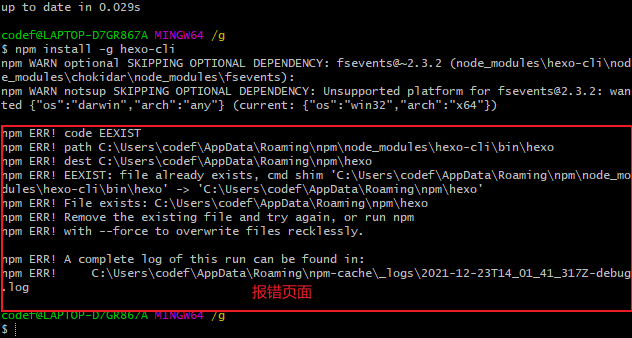 up to date in 0.029s
codef@LAPTOP-D7GR867A MINGW64 /g
$ npm install -g hexo-cli
npm WARN optional SKIPPING OPTIONAL DEPENDENCY: fsevents@~2.3.2 (node_modules\hexo-cli\nod
e_modules\chokidar\node_modules\fsevents):
npm WARN notsup SKIPPING OPTIONAL DEPENDENCY: Unsupported platform for fsevents@2.3.2: wan
ted {"os":"darwin","arch":"any"} (current: {"os":"win32","arch":"x64"})
npm ERR! code EEXIST
npm ERR! path C:\Users\codef\AppData\Roaming\npm\node_modules\hexo-cli\bin\hexo
npm ERR! dest C:\Users\codef\AppData\Roaming\npm\hexo
npm ERR! EEXIST: file already exists, cmd shim 'C:\Users\codef\AppData\Roaming\npm\node_mo
dules\hexo-cli\bin\hexo' -> 'C:\Users\codef\AppData\Roaming\npm\hexo'
npm ERR! File exists: C:\Users\codef\AppData\Roaming\npm\hexo
npm ERR! Remove the existing file and try again, or run npm
npm ERR! with --force to overwrite files recklessly.
npm ERR! A complete log of this run can be found in:
npm ERR!     C:\Users\codef\AppData\Roaming\npm-cache\_logs\2021-12-23T14_01_41_317Z-debug
.log
报错页面
codef@LAPTOP-D7GR867A MINGW64 /g
$